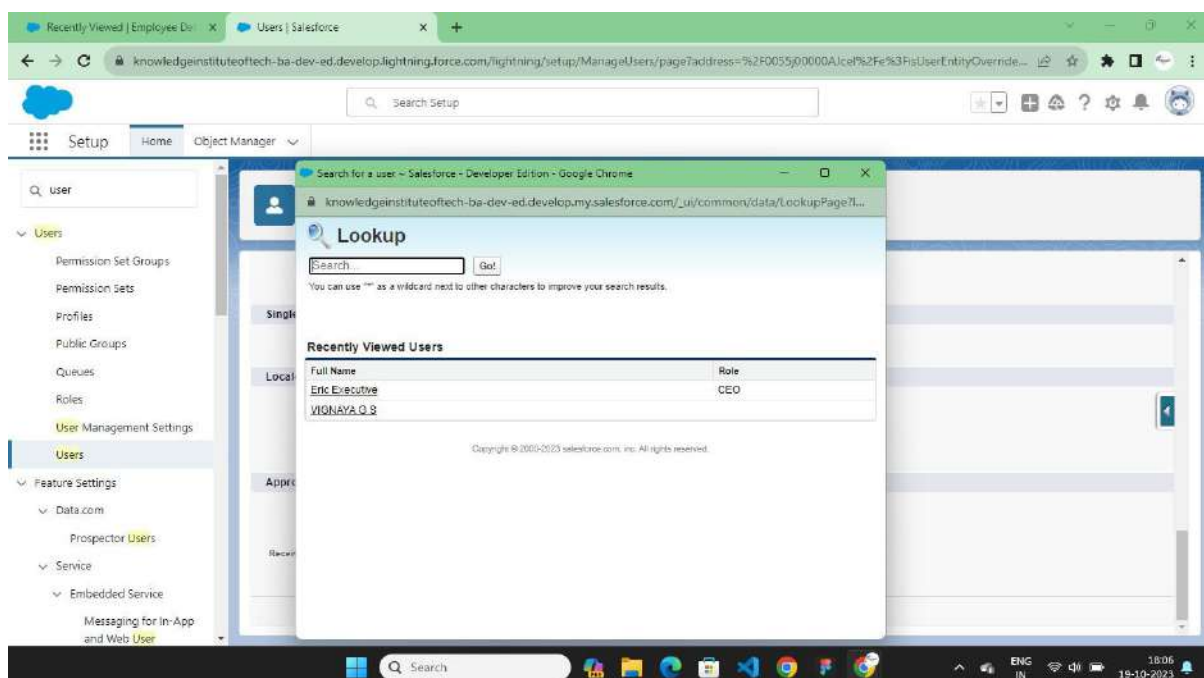 Recently Viewed | Employee De
Users | Salesforce
knowledgeinstituteoftech-ba-dev-ed.develop.lightning.force.com/lightning/setup/ManageUsers/page?address=%2F0055j00000AJcel%2Fe%3FisUserEntityOverride...
Search Setup
Setup
Home
Object Manager
user
Users
Permission Set Groups
Permission Sets
Profiles
Public Groups
Queues
Roles
User Management Settings
Users
Feature Settings
Data.com
Prospector Users
Service
Embedded Service
Messaging for In-App
and Web User
Single
Local
Appro
Receiv
Search for a user ~ Salesforce - Developer Edition - Google Chrome
knowledgeinstituteoftech-ba-dev-ed.develop.my.salesforce.com/_ui/common/data/LookupPage?l...
Lookup
Search...
Go!
You can use "*" as a wildcard next to other characters to improve your search results.
Recently Viewed Users
Full Name Role
Eric Executive CEO
VIGNAYA G S
Copyright © 2000-2023 salesforce.com, inc. All rights reserved.
Search
ENG
IN
18:06
19-10-2023